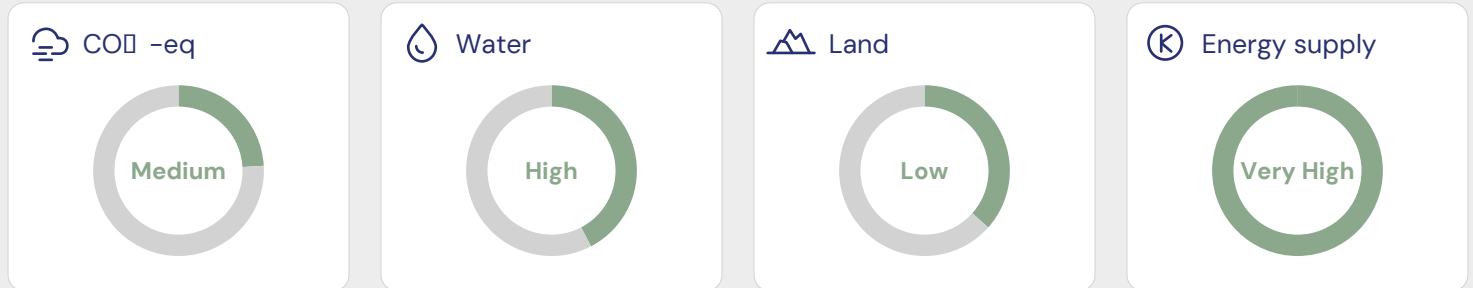 CO▯ -eq
Medium
Water
High
Land
Low
Energy supply
Very High